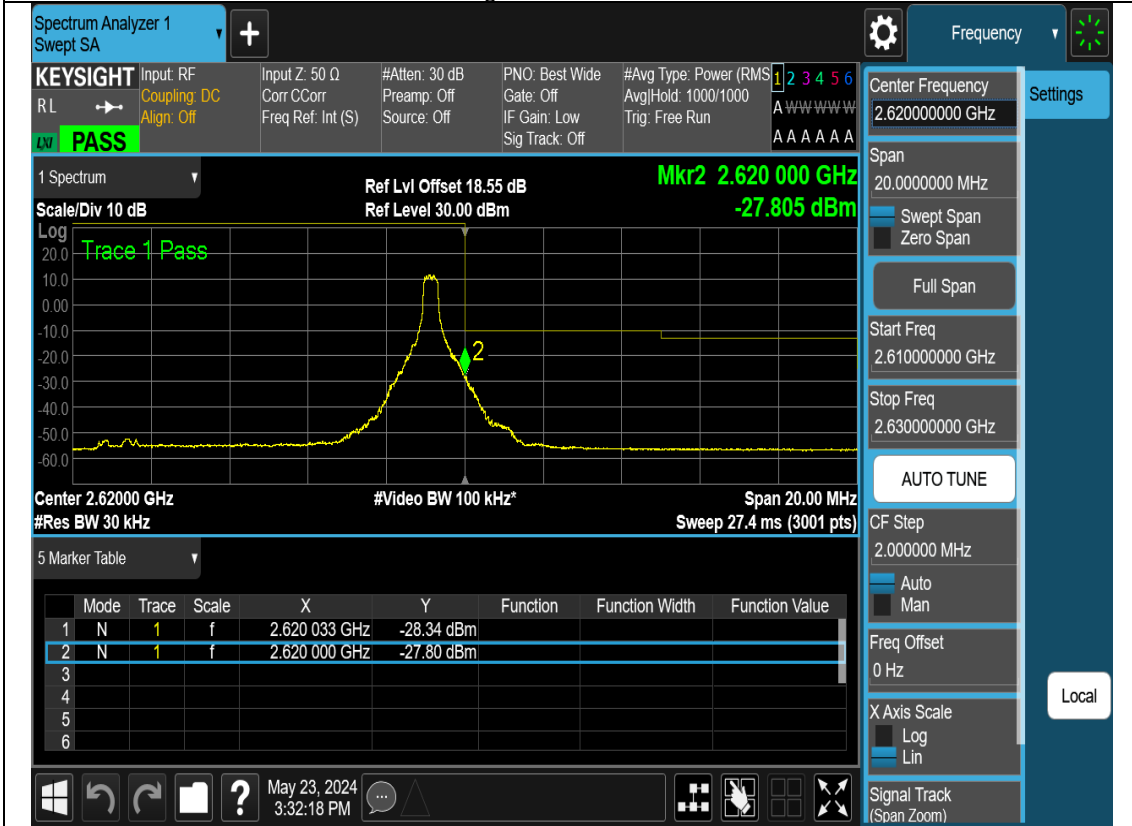 Spectrum Analyzer 1
Swept SA
+
Frequency
KEYSIGHT
RL
LXI
PASS
Input: RF
Coupling: DC
Align: Off
Input Z: 50 Ω
Corr CCorr
Freq Ref: Int (S)
#Atten: 30 dB
Preamp: Off
Source: Off
PNO: Best Wide
Gate: Off
IF Gain: Low
Sig Track: Off
#Avg Type: Power (RMS
Avg|Hold: 1000/1000
Trig: Free Run
1 2 3 4 5 6
A W W W W W
A A A A A A
1 Spectrum
Scale/Div 10 dB
Ref Lvl Offset 18.55 dB
Ref Level 30.00 dBm
Mkr2 2.620 000 GHz
-27.805 dBm
Log
Trace 1 Pass
20.0
10.0
0.00
-10.0
-20.0
-30.0
-40.0
-50.0
-60.0
2
Center 2.62000 GHz
#Res BW 30 kHz
#Video BW 100 kHz*
Span 20.00 MHz
Sweep 27.4 ms (3001 pts)
5 Marker Table
Mode Trace Scale X Y Function Function Width Function Value
1 N 1 f 2.620 033 GHz -28.34 dBm
2 N 1 f 2.620 000 GHz -27.80 dBm
3
4
5
6
?
May 23, 2024
3:32:18 PM
Center Frequency
2.620000000 GHz
Settings
Span
20.0000000 MHz
Swept Span
Zero Span
Full Span
Start Freq
2.610000000 GHz
Stop Freq
2.630000000 GHz
AUTO TUNE
CF Step
2.000000 MHz
Auto
Man
Freq Offset
0 Hz
X Axis Scale
Log
Lin
Local
Signal Track
(Span Zoom)